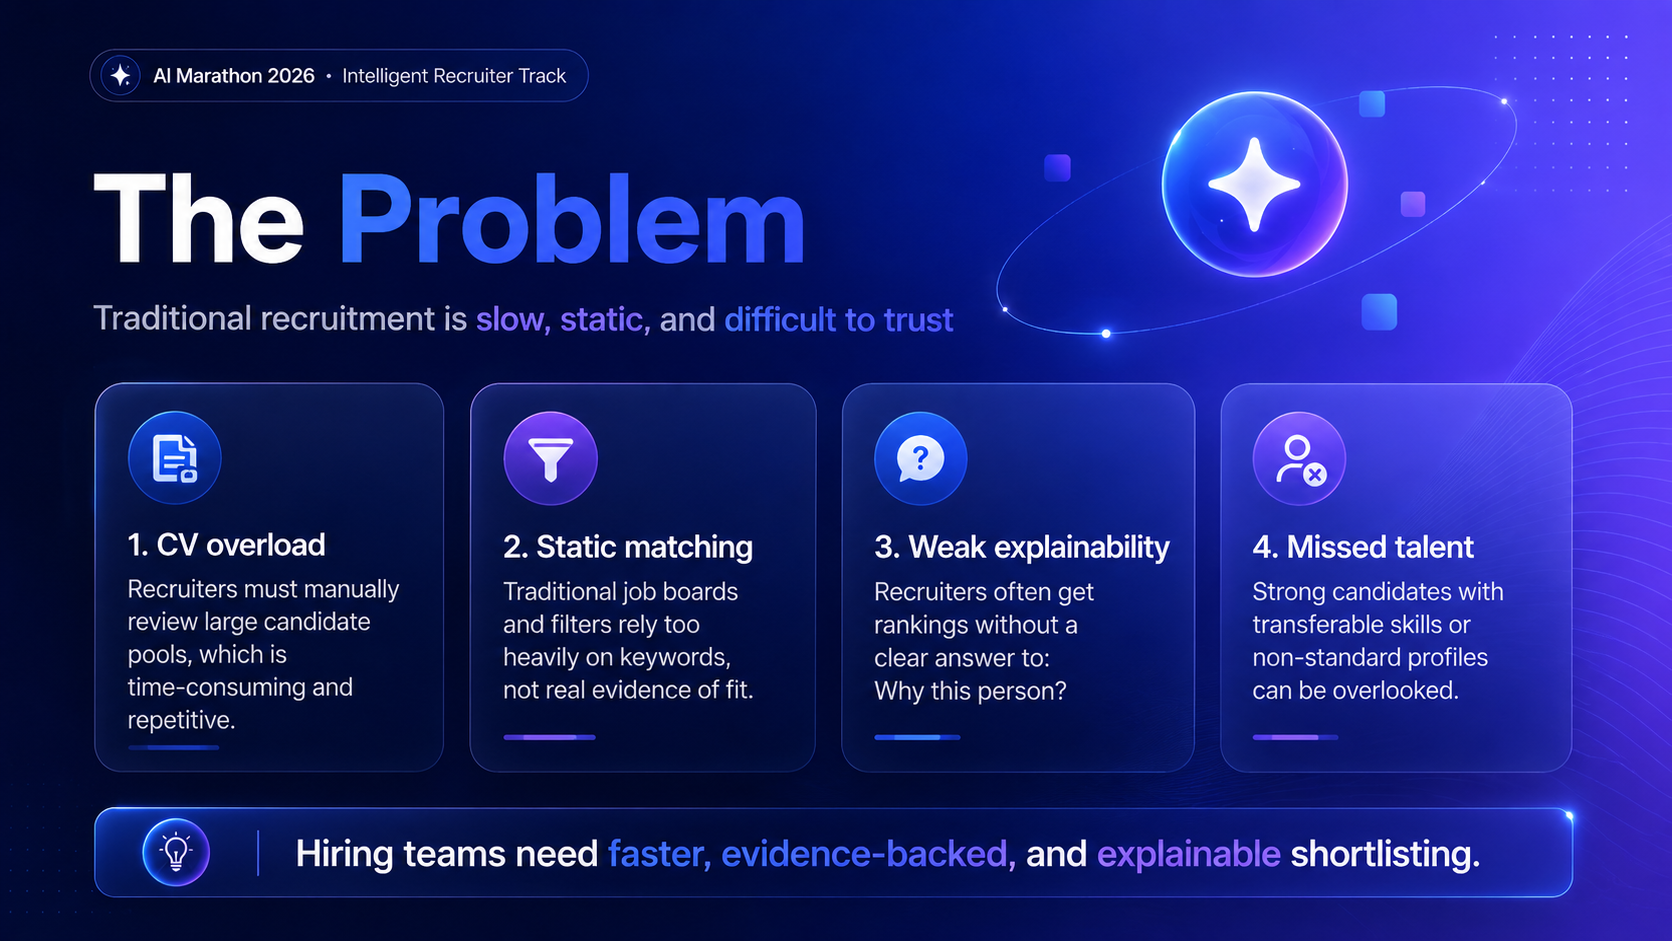 AI Marathon 2026 • Intelligent Recruiter Track
The Problem
Traditional recruitment is slow, static, and difficult to trust
1. CV overload
Recruiters must manually
review large candidate
pools, which is
time-consuming and
repetitive.
2. Static matching
Traditional job boards
and filters rely too
heavily on keywords,
not real evidence of fit.
3. Weak explainability
Recruiters often get
rankings without a
clear answer to:
Why this person?
4. Missed talent
Strong candidates with
transferable skills or
non-standard profiles
can be overlooked.
Hiring teams need faster, evidence-backed, and explainable shortlisting.